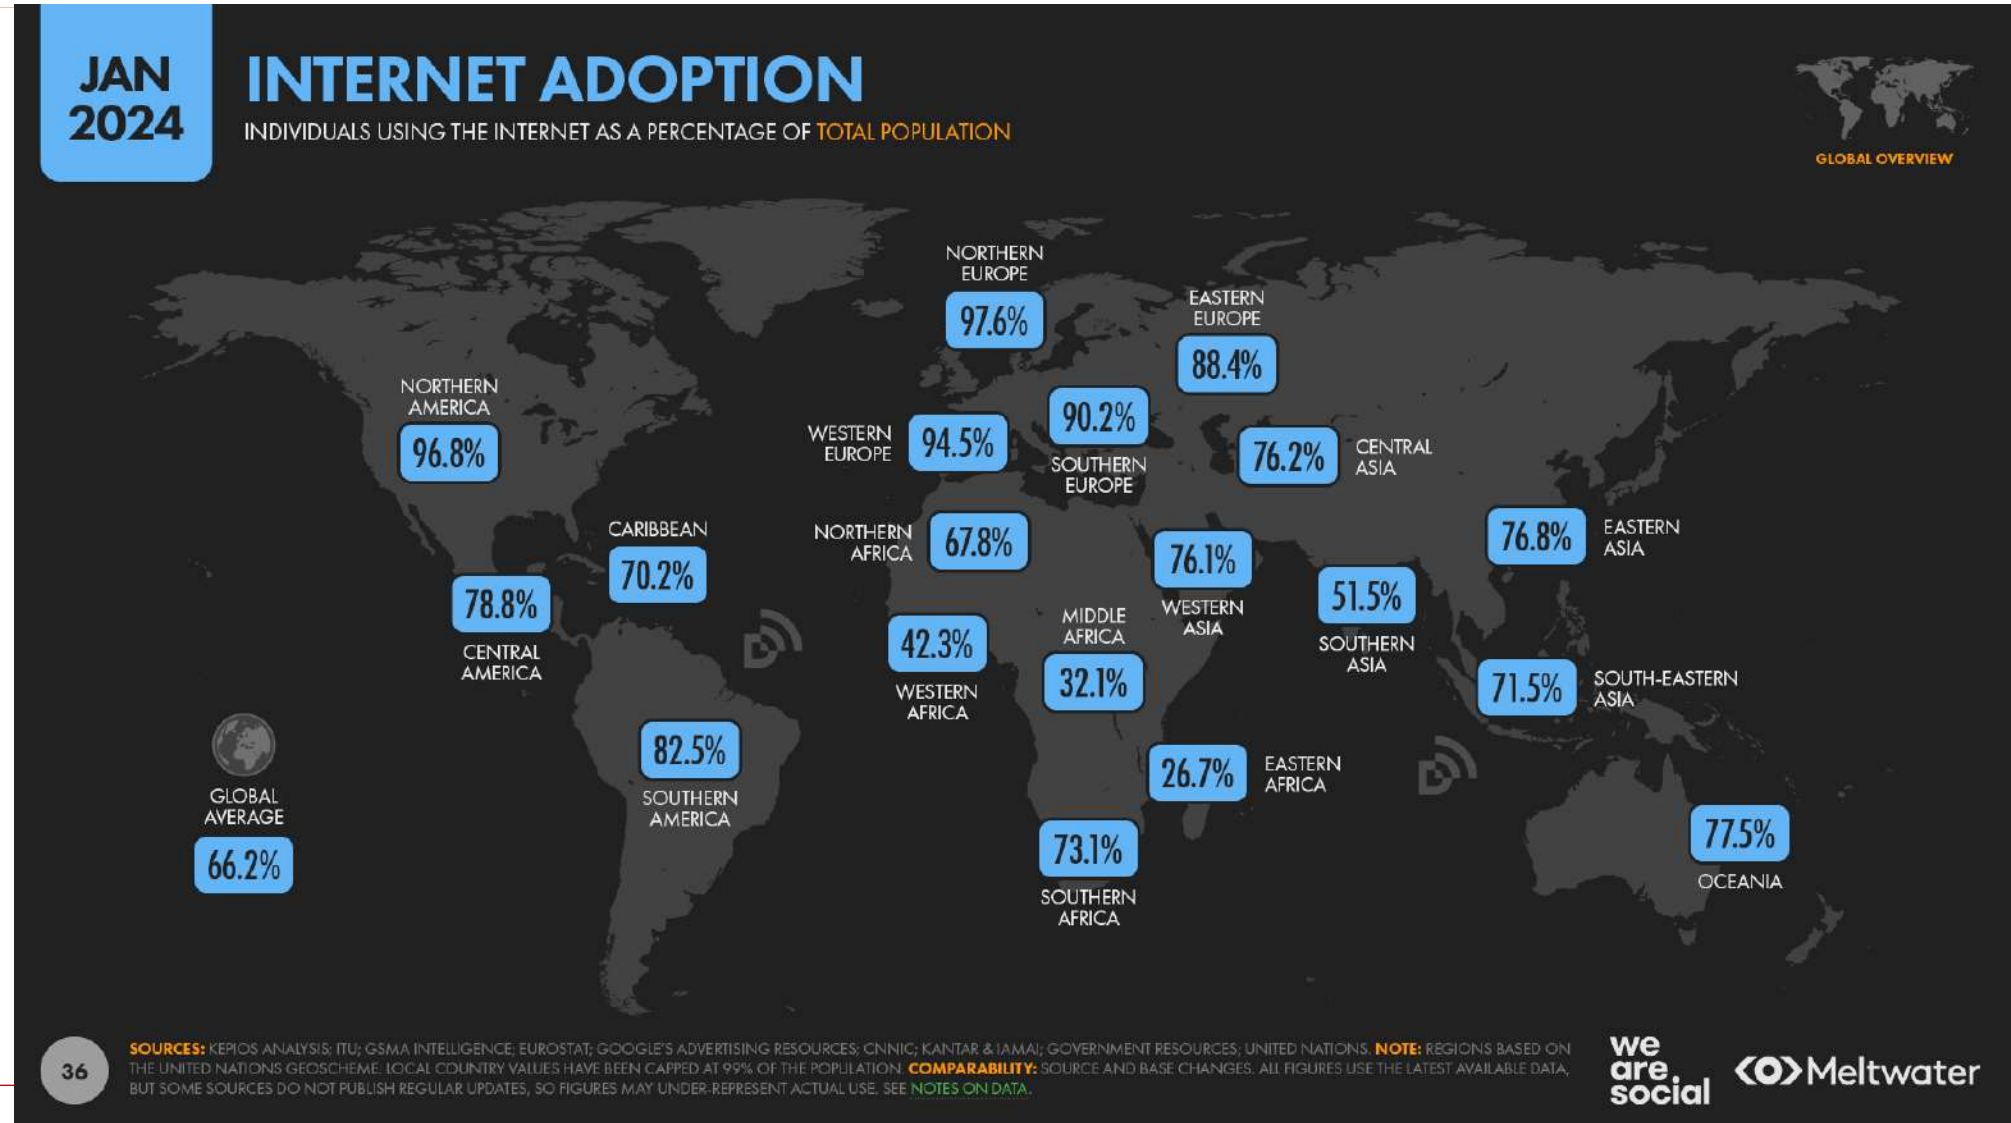 JAN
2024
INTERNET ADOPTION
INDIVIDUALS USING THE INTERNET AS A PERCENTAGE OF TOTAL POPULATION
GLOBAL OVERVIEW
NORTHERN
EUROPE
97.6%
EASTERN
EUROPE
88.4%
NORTHERN
AMERICA
96.8%
WESTERN
EUROPE
94.5%
90.2%
SOUTHERN
EUROPE
76.2%
CENTRAL
ASIA
CARIBBEAN
70.2%
NORTHERN
AFRICA
67.8%
76.1%
WESTERN
ASIA
76.8%
EASTERN
ASIA
78.8%
CENTRAL
AMERICA
42.3%
WESTERN
AFRICA
MIDDLE
AFRICA
32.1%
51.5%
SOUTHERN
ASIA
71.5%
SOUTH-EASTERN
ASIA
82.5%
SOUTHERN
AMERICA
26.7%
EASTERN
AFRICA
GLOBAL
AVERAGE
66.2%
73.1%
SOUTHERN
AFRICA
77.5%
OCEANIA
36
SOURCES: KEPIOS ANALYSIS; ITU; GSMA INTELLIGENCE; EUROSTAT; GOOGLE'S ADVERTISING RESOURCES; CNNIC; KANTAR & IAMAI; GOVERNMENT RESOURCES; UNITED NATIONS. NOTE: REGIONS BASED ON
THE UNITED NATIONS GEOSCHEME. LOCAL COUNTRY VALUES HAVE BEEN CAPPED AT 99% OF THE POPULATION. COMPARABILITY: SOURCE AND BASE CHANGES. ALL FIGURES USE THE LATEST AVAILABLE DATA,
BUT SOME SOURCES DO NOT PUBLISH REGULAR UPDATES, SO FIGURES MAY UNDER-REPRESENT ACTUAL USE. SEE NOTES ON DATA.
we
are.
social
Meltwater